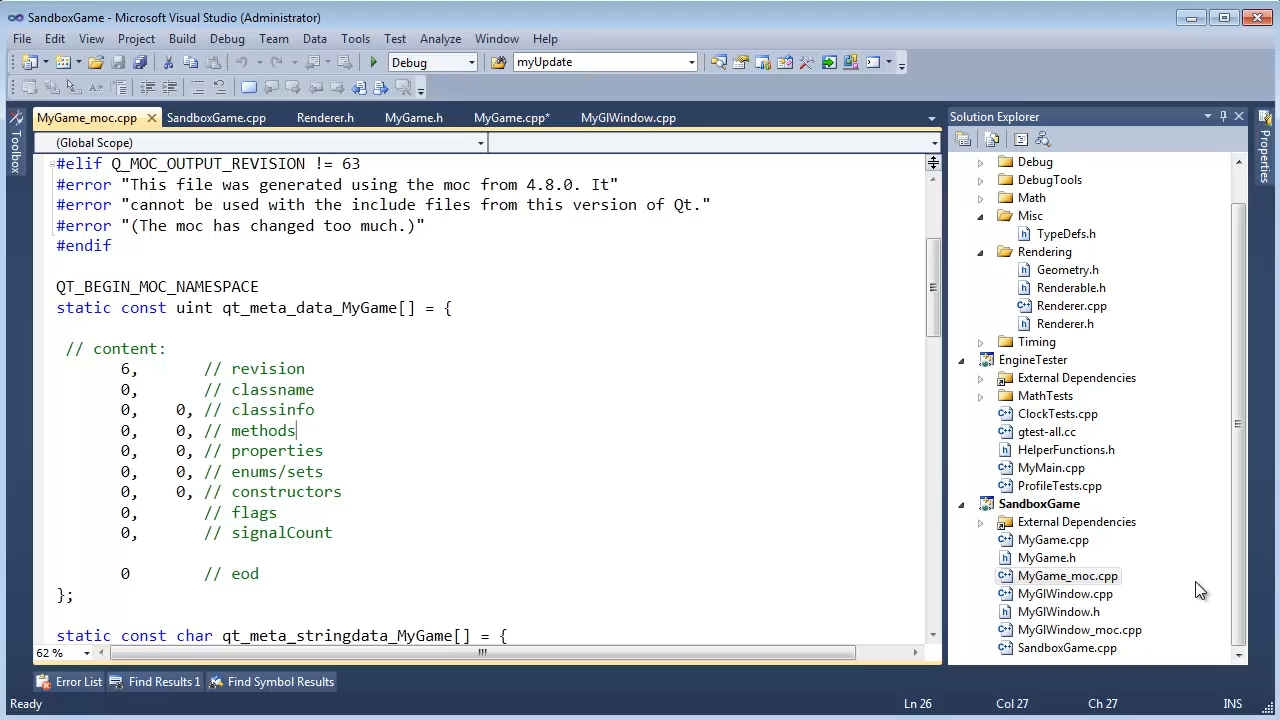 SandboxGame - Microsoft Visual Studio (Administrator)
File Edit View Project Build Debug Team Data Tools Test Analyze Window Help
Debug myUpdate
MyGame_moc.cpp SandboxGame.cpp Renderer.h MyGame.h MyGame.cpp* MyGlWindow.cpp
Toolbox
(Global Scope)
#elif Q_MOC_OUTPUT_REVISION != 63
#error "This file was generated using the moc from 4.8.0. It"
#error "cannot be used with the include files from this version of Qt."
#error "(The moc has changed too much.)"
#endif
QT_BEGIN_MOC_NAMESPACE
static const uint qt_meta_data_MyGame[] = {
// content:
6, // revision
0, // classname
0, 0, // classinfo
0, 0, // methods
0, 0, // properties
0, 0, // enums/sets
0, 0, // constructors
0, // flags
0, // signalCount
0 // eod
};
static const char qt_meta_stringdata_MyGame[] = {
62 %
Solution Explorer
Debug
DebugTools
Math
Misc
TypeDefs.h
Rendering
Geometry.h
Renderable.h
Renderer.cpp
Renderer.h
Timing
EngineTester
External Dependencies
MathTests
ClockTests.cpp
gtest-all.cc
HelperFunctions.h
MyMain.cpp
ProfileTests.cpp
SandboxGame
External Dependencies
MyGame.cpp
MyGame.h
MyGame_moc.cpp
MyGlWindow.cpp
MyGlWindow.h
MyGlWindow_moc.cpp
SandboxGame.cpp
Properties
Error List Find Results 1 Find Symbol Results
Ready Ln 26 Col 27 Ch 27 INS